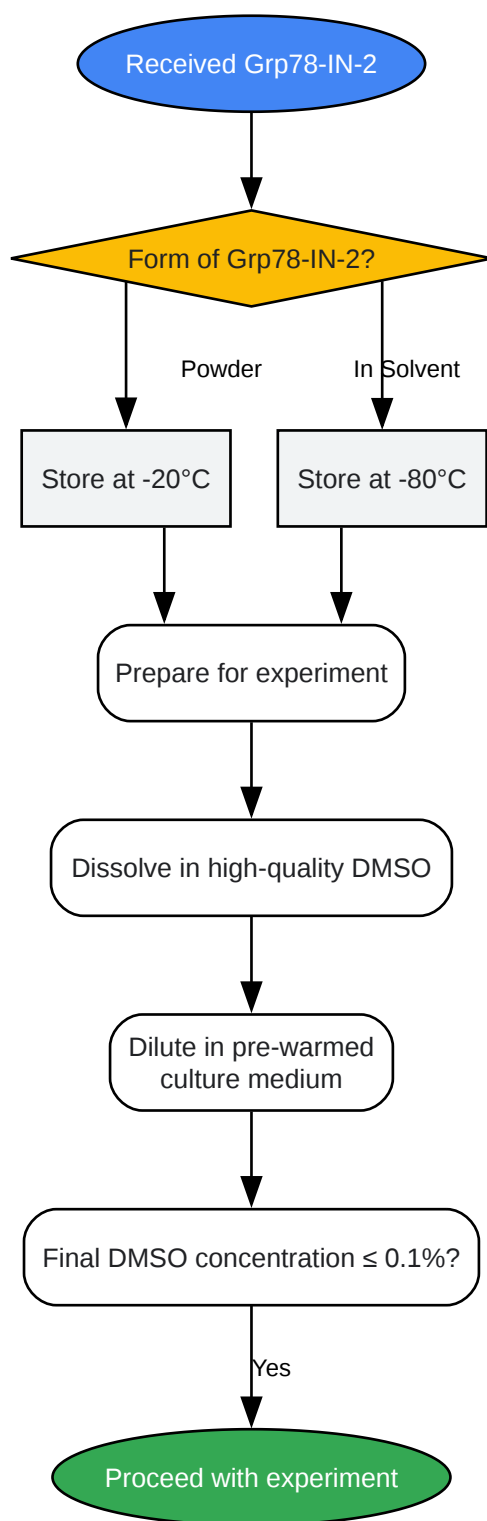 Received Grp78-IN-2
Form of Grp78-IN-2?
Powder
In Solvent
Store at -20°C
Store at -80°C
Prepare for experiment
Dissolve in high-quality DMSO
Dilute in pre-warmed
culture medium
Final DMSO concentration ≤ 0.1%?
Yes
Proceed with experiment